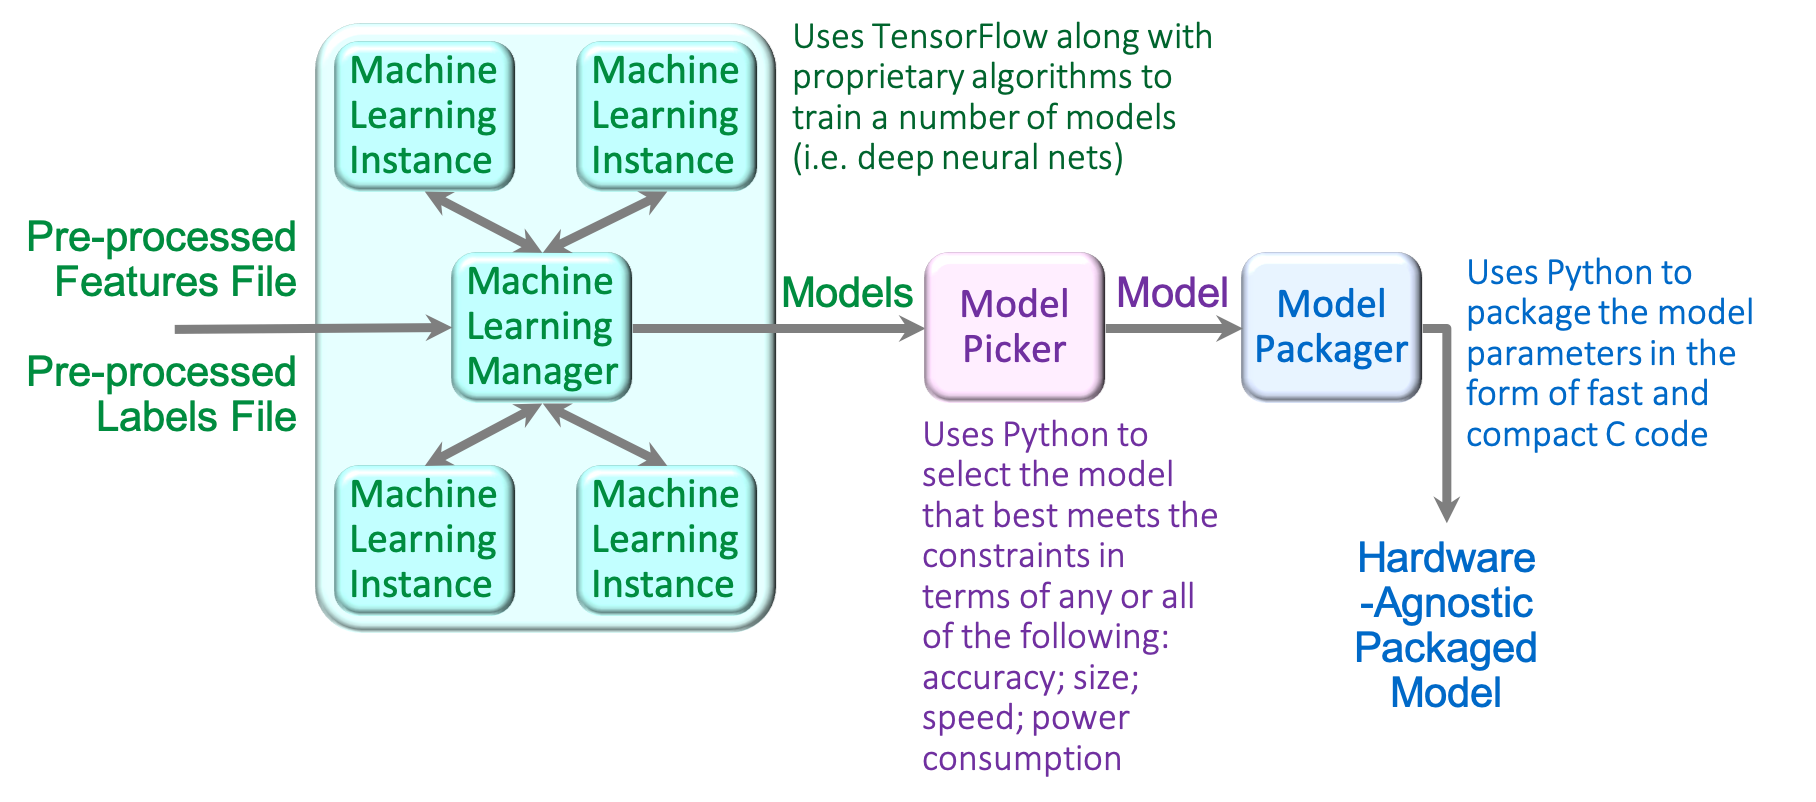 Uses TensorFlow along with
proprietary algorithms to
train a number of models
(i.e. deep neural nets)
Machine
Learning
Instance
Machine
Learning
Instance
Pre-processed
Features File
Pre-processed
Labels File
Machine
Learning
Manager
Models
Model
Picker
Model
Model
Packager
Uses Python to
package the model
parameters in the
form of fast and
compact C code
Machine
Learning
Instance
Machine
Learning
Instance
Uses Python to
select the model
that best meets the
constraints in
terms of any or all
of the following:
accuracy; size;
speed; power
consumption
Hardware
-Agnostic
Packaged
Model